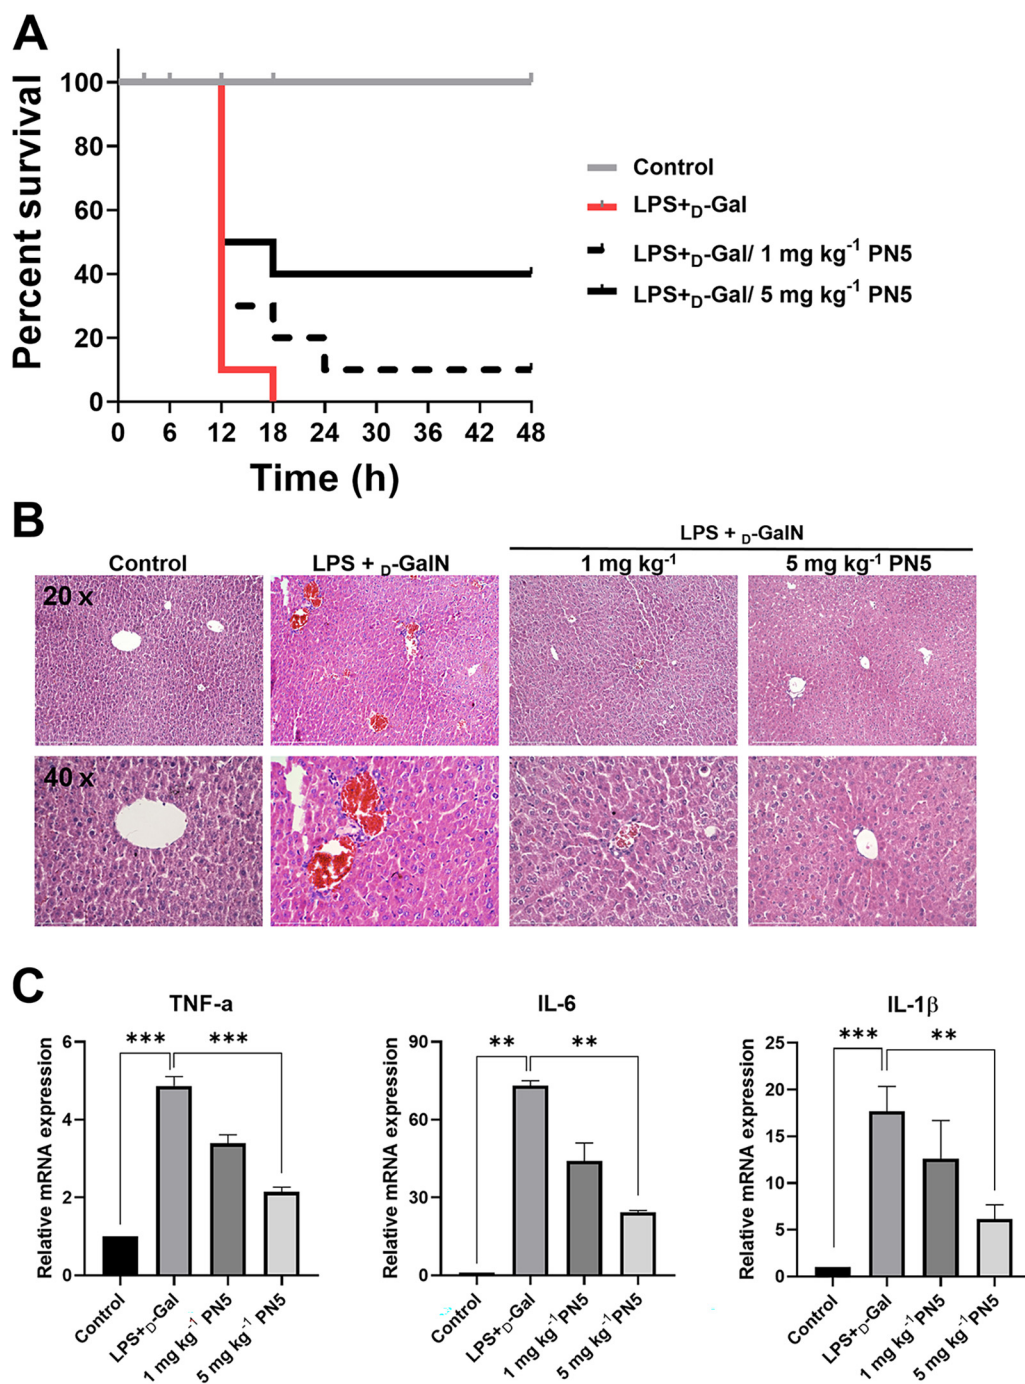 A
Percent survival
100
80
60
40
20
0
0 6 12 18 24 30 36 42 48
Time (h)
Control
LPS+D-Gal
LPS+D-Gal/ 1 mg kg-1 PN5
LPS+D-Gal/ 5 mg kg-1 PN5
B
LPS + D-GalN
Control LPS + D-GalN 1 mg kg-1 5 mg kg-1 PN5
20 x
40 x
C
TNF-a
Relative mRNA expression
6
4
2
0
*** ***
Control
LPS+D-Gal
1 mg kg-1 PN5
5 mg kg-1 PN5
IL-6
Relative mRNA expression
90
60
30
0
** **
Control
LPS+D-Gal
1 mg kg-1 PN5
5 mg kg-1 PN5
IL-1β
Relative mRNA expression
25
20
15
10
5
0
*** **
Control
LPS+D-Gal
1 mg kg-1 PN5
5 mg kg-1 PN5